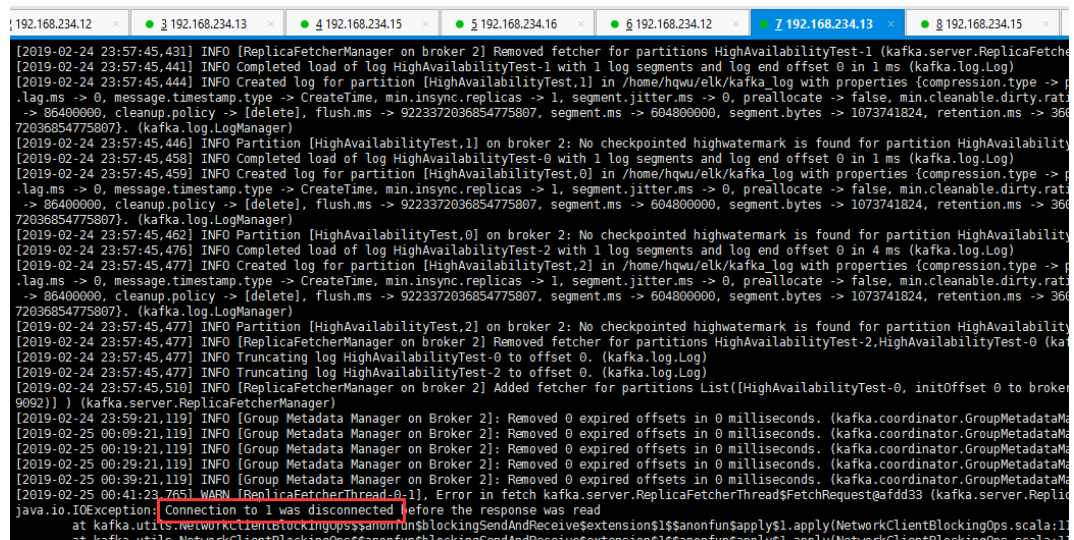 2 192.168.234.12 × 3 192.168.234.13 × 4 192.168.234.15 × 5 192.168.234.16 × 6 192.168.234.12 × 7 192.168.234.13 × 8 192.168.234.15 ×
[2019-02-24 23:57:45,431] INFO [ReplicaFetcherManager on broker 2] Removed fetcher for partitions HighAvailabilityTest-1 (kafka.server.ReplicaFetche
[2019-02-24 23:57:45,441] INFO Completed load of log HighAvailabilityTest-1 with 1 log segments and log end offset 0 in 1 ms (kafka.log.Log)
[2019-02-24 23:57:45,444] INFO Created log for partition [HighAvailabilityTest,1] in /home/hqwu/elk/kafka_log with properties {compression.type -> p
.lag.ms -> 0, message.timestamp.type -> CreateTime, min.insync.replicas -> 1, segment.jitter.ms -> 0, preallocate -> false, min.cleanable.dirty.rati
-> 86400000, cleanup.policy -> [delete], flush.ms -> 9223372036854775807, segment.ms -> 604800000, segment.bytes -> 1073741824, retention.ms -> 360
72036854775807}. (kafka.log.LogManager)
[2019-02-24 23:57:45,446] INFO Partition [HighAvailabilityTest,1] on broker 2: No checkpointed highwatermark is found for partition HighAvailability
[2019-02-24 23:57:45,458] INFO Completed load of log HighAvailabilityTest-0 with 1 log segments and log end offset 0 in 1 ms (kafka.log.Log)
[2019-02-24 23:57:45,459] INFO Created log for partition [HighAvailabilityTest,0] in /home/hqwu/elk/kafka_log with properties {compression.type -> p
.lag.ms -> 0, message.timestamp.type -> CreateTime, min.insync.replicas -> 1, segment.jitter.ms -> 0, preallocate -> false, min.cleanable.dirty.rati
-> 86400000, cleanup.policy -> [delete], flush.ms -> 9223372036854775807, segment.ms -> 604800000, segment.bytes -> 1073741824, retention.ms -> 360
72036854775807}. (kafka.log.LogManager)
[2019-02-24 23:57:45,462] INFO Partition [HighAvailabilityTest,0] on broker 2: No checkpointed highwatermark is found for partition HighAvailability
[2019-02-24 23:57:45,476] INFO Completed load of log HighAvailabilityTest-2 with 1 log segments and log end offset 0 in 4 ms (kafka.log.Log)
[2019-02-24 23:57:45,477] INFO Created log for partition [HighAvailabilityTest,2] in /home/hqwu/elk/kafka_log with properties {compression.type -> p
.lag.ms -> 0, message.timestamp.type -> CreateTime, min.insync.replicas -> 1, segment.jitter.ms -> 0, preallocate -> false, min.cleanable.dirty.rati
-> 86400000, cleanup.policy -> [delete], flush.ms -> 9223372036854775807, segment.ms -> 604800000, segment.bytes -> 1073741824, retention.ms -> 360
72036854775807}. (kafka.log.LogManager)
[2019-02-24 23:57:45,477] INFO Partition [HighAvailabilityTest,2] on broker 2: No checkpointed highwatermark is found for partition HighAvailability
[2019-02-24 23:57:45,477] INFO [ReplicaFetcherManager on broker 2] Removed fetcher for partitions HighAvailabilityTest-2,HighAvailabilityTest-0 (kaf
[2019-02-24 23:57:45,477] INFO Truncating log HighAvailabilityTest-0 to offset 0. (kafka.log.Log)
[2019-02-24 23:57:45,477] INFO Truncating log HighAvailabilityTest-2 to offset 0. (kafka.log.Log)
[2019-02-24 23:57:45,510] INFO [ReplicaFetcherManager on broker 2] Added fetcher for partitions List([HighAvailabilityTest-0, initOffset 0 to broker
9092)] ) (kafka.server.ReplicaFetcherManager)
[2019-02-24 23:59:21,119] INFO [Group Metadata Manager on Broker 2]: Removed 0 expired offsets in 0 milliseconds. (kafka.coordinator.GroupMetadataMa
[2019-02-25 00:09:21,119] INFO [Group Metadata Manager on Broker 2]: Removed 0 expired offsets in 0 milliseconds. (kafka.coordinator.GroupMetadataMa
[2019-02-25 00:19:21,119] INFO [Group Metadata Manager on Broker 2]: Removed 0 expired offsets in 0 milliseconds. (kafka.coordinator.GroupMetadataMa
[2019-02-25 00:29:21,119] INFO [Group Metadata Manager on Broker 2]: Removed 0 expired offsets in 0 milliseconds. (kafka.coordinator.GroupMetadataMa
[2019-02-25 00:39:21,119] INFO [Group Metadata Manager on Broker 2]: Removed 0 expired offsets in 0 milliseconds. (kafka.coordinator.GroupMetadataMa
[2019-02-25 00:41:23,765] WARN [ReplicaFetcherThread-0-1], Error in fetch kafka.server.ReplicaFetcherThread$FetchRequest@afdd33 (kafka.server.Replic
java.io.IOException: Connection to 1 was disconnected before the response was read
at kafka.utils.NetworkClientBlockingOps$$anonfun$blockingSendAndReceive$extension$1$$anonfun$apply$1.apply(NetworkClientBlockingOps.scala:11
at kafka.utils.NetworkClientBlockingOps$$anonfun$blockingSendAndReceive$extension$1$$anonfun$apply$1.apply(NetworkClientBlockingOps.scala:11